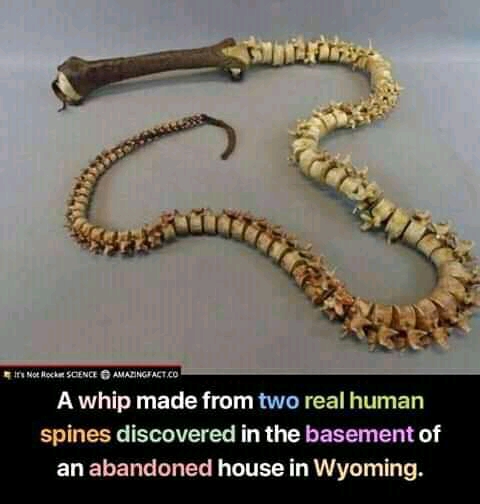 It's Not Rocket SCIENCE AMAZINGFACT.CO
A whip made from two real human
spines discovered in the basement of
an abandoned house in Wyoming.